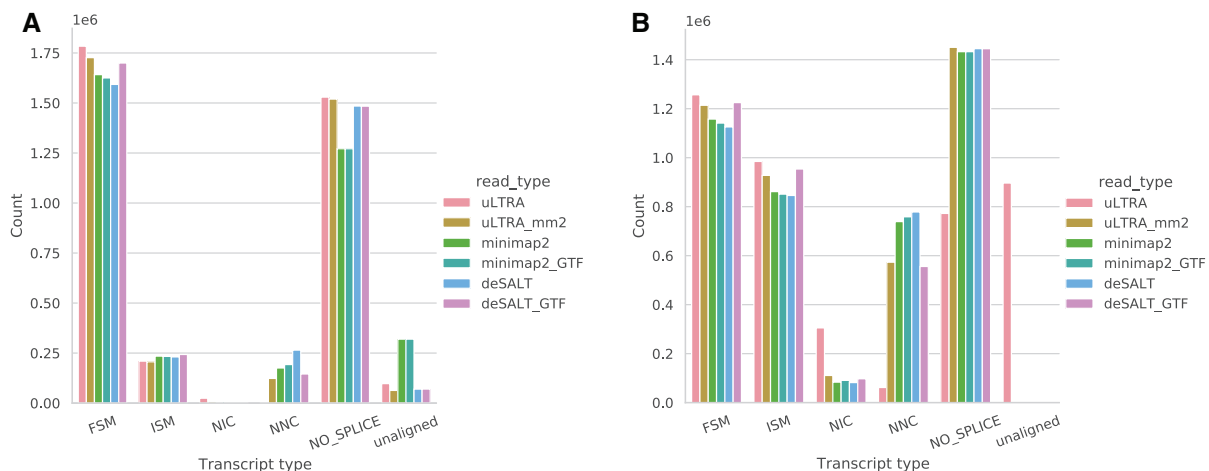 A
1e6
1.75
1.50
1.25
1.00
0.75
0.50
0.25
0.00
Count
FSM
ISM
NIC
NNC
NO_SPLICE
unaligned
Transcript type
read_type
uLTRA
uLTRA_mm2
minimap2
minimap2_GTF
deSALT
deSALT_GTF
B
1e6
1.4
1.2
1.0
0.8
0.6
0.4
0.2
0.0
Count
FSM
ISM
NIC
NNC
NO_SPLICE
unaligned
Transcript type
read_type
uLTRA
uLTRA_mm2
minimap2
minimap2_GTF
deSALT
deSALT_GTF